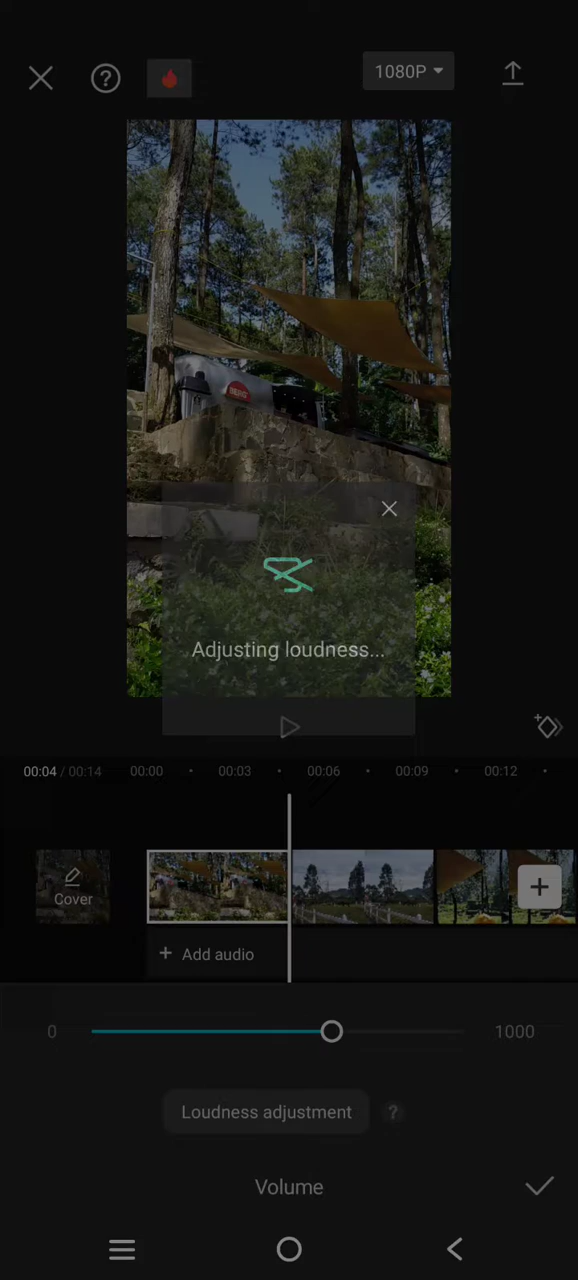 1080P
Adjusting loudness...
00:04 / 00:14 00:00 00:03 00:06 00:09 00:12
Cover
+ Add audio
0 1000
Loudness adjustment ?
Volume